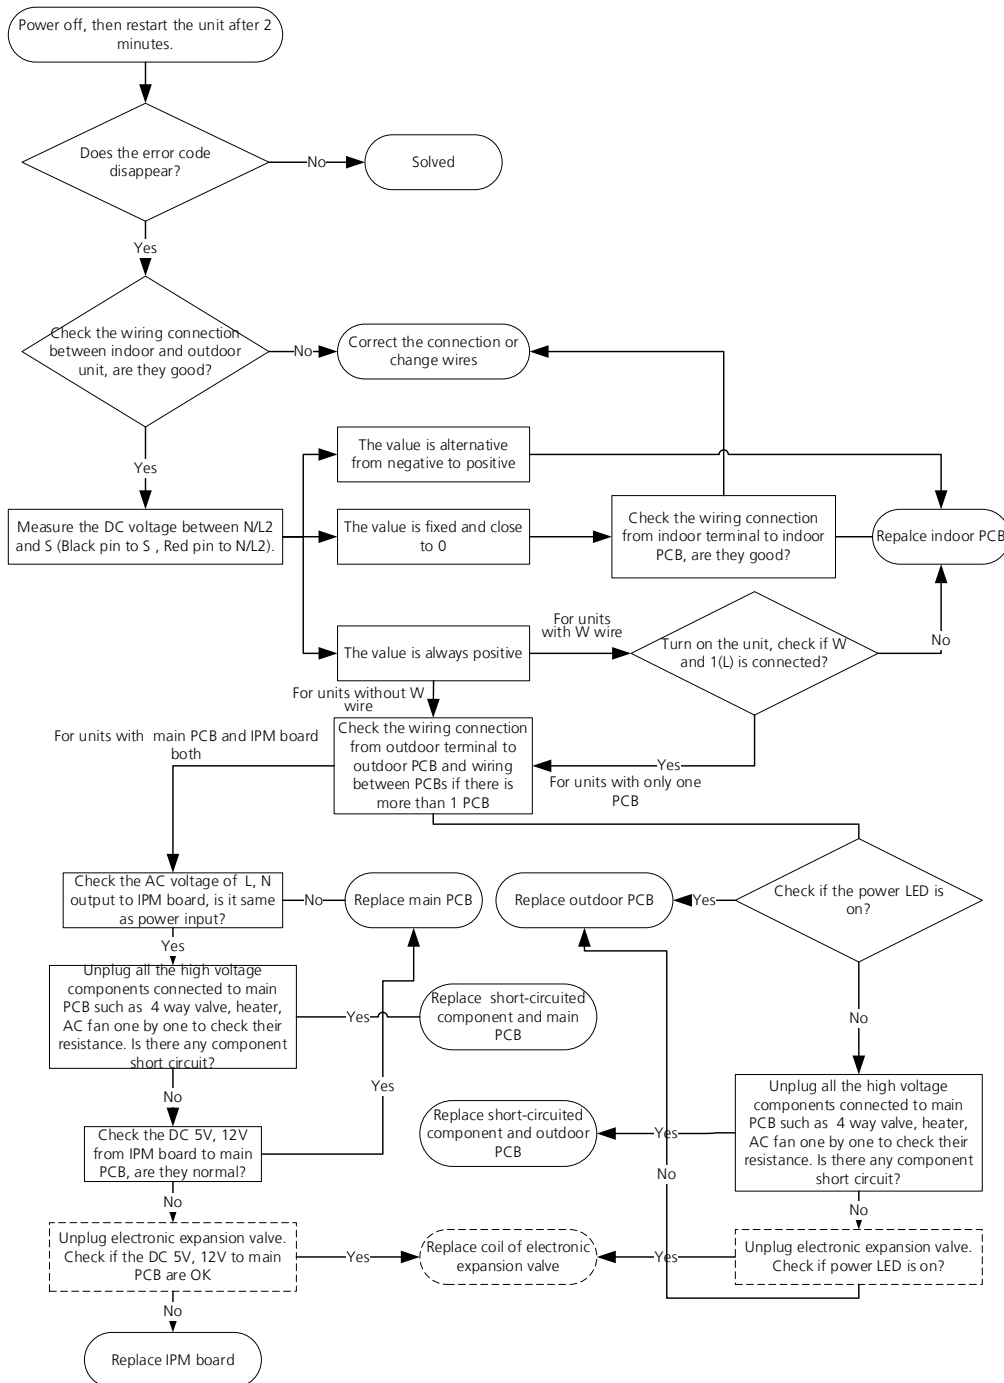 Power off, then restart the unit after 2
minutes.
Does the error code
disappear?
No
Solved
Yes
Check the wiring connection
between indoor and outdoor
unit, are they good?
No
Correct the connection or
change wires
Yes
The value is alternative
from negative to positive
Measure the DC voltage between N/L2
and S (Black pin to S , Red pin to N/L2).
The value is fixed and close
to 0
Check the wiring connection
from indoor terminal to indoor
PCB, are they good?
Repalce indoor PCB
The value is always positive
For units
with W wire
Turn on the unit, check if W
and 1(L) is connected?
No
For units without W
wire
For units with  main PCB and IPM board
both
Check the wiring connection
from outdoor terminal to
outdoor PCB and wiring
between PCBs if there is
more than 1 PCB
Yes
For units with only one
PCB
Check the AC voltage of  L, N
output to IPM board, is it same
as power input?
No
Replace main PCB
Replace outdoor PCB
Yes
Check if the power LED is
on?
Yes
Unplug all the high voltage
components connected to main
PCB such as  4 way valve, heater,
AC fan one by one to check their
resistance. Is there any component
short circuit?
Yes
Replace  short-circuited
component and main
PCB
No
No
Yes
Unplug all the high voltage
components connected to main
PCB such as  4 way valve, heater,
AC fan one by one to check their
resistance. Is there any component
short circuit?
Check the DC 5V, 12V
from IPM board to main
PCB, are they normal?
Replace short-circuited
component and outdoor
PCB
Yes
No
No
No
Unplug electronic expansion valve.
Check if the DC 5V, 12V to main
PCB are OK
Yes
Replace coil of electronic
expansion valve
Yes
Unplug electronic expansion valve.
Check if power LED is on?
No
Replace IPM board